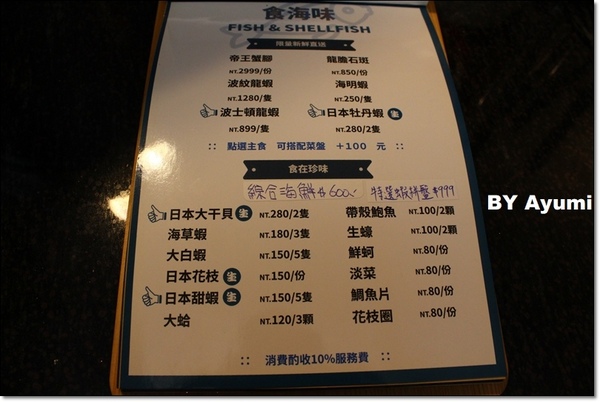 食海味
FISH & SHELLFISH
限量新鮮直送
帝王蟹腳 龍膽石斑
NT.2999/份 NT.850/份
波紋龍蝦 海明蝦
NT.1280/隻 NT.250/隻
波士頓龍蝦 日本牡丹蝦 生
NT.899/隻 NT.280/2隻
:: 點選主食 可搭配菜盤 +100 元 ::
食在珍味
綜合海鮮 $600.- 特選蝦拼盤 $999
日本大干貝 生 NT.280/2隻 帶殼鮑魚 NT.100/2顆
海草蝦 NT.180/3隻 生蠔 NT.100/2顆
大白蝦 NT.150/5隻 鮮蚵 NT.80/份
日本花枝 生 NT.150/份 淡菜 NT.80/份
日本甜蝦 生 NT.150/5隻 鯛魚片 NT.80/份
大蛤 NT.120/3顆 花枝圈 NT.80/份
:: 消費酌收10%服務費 ::
BY Ayumi